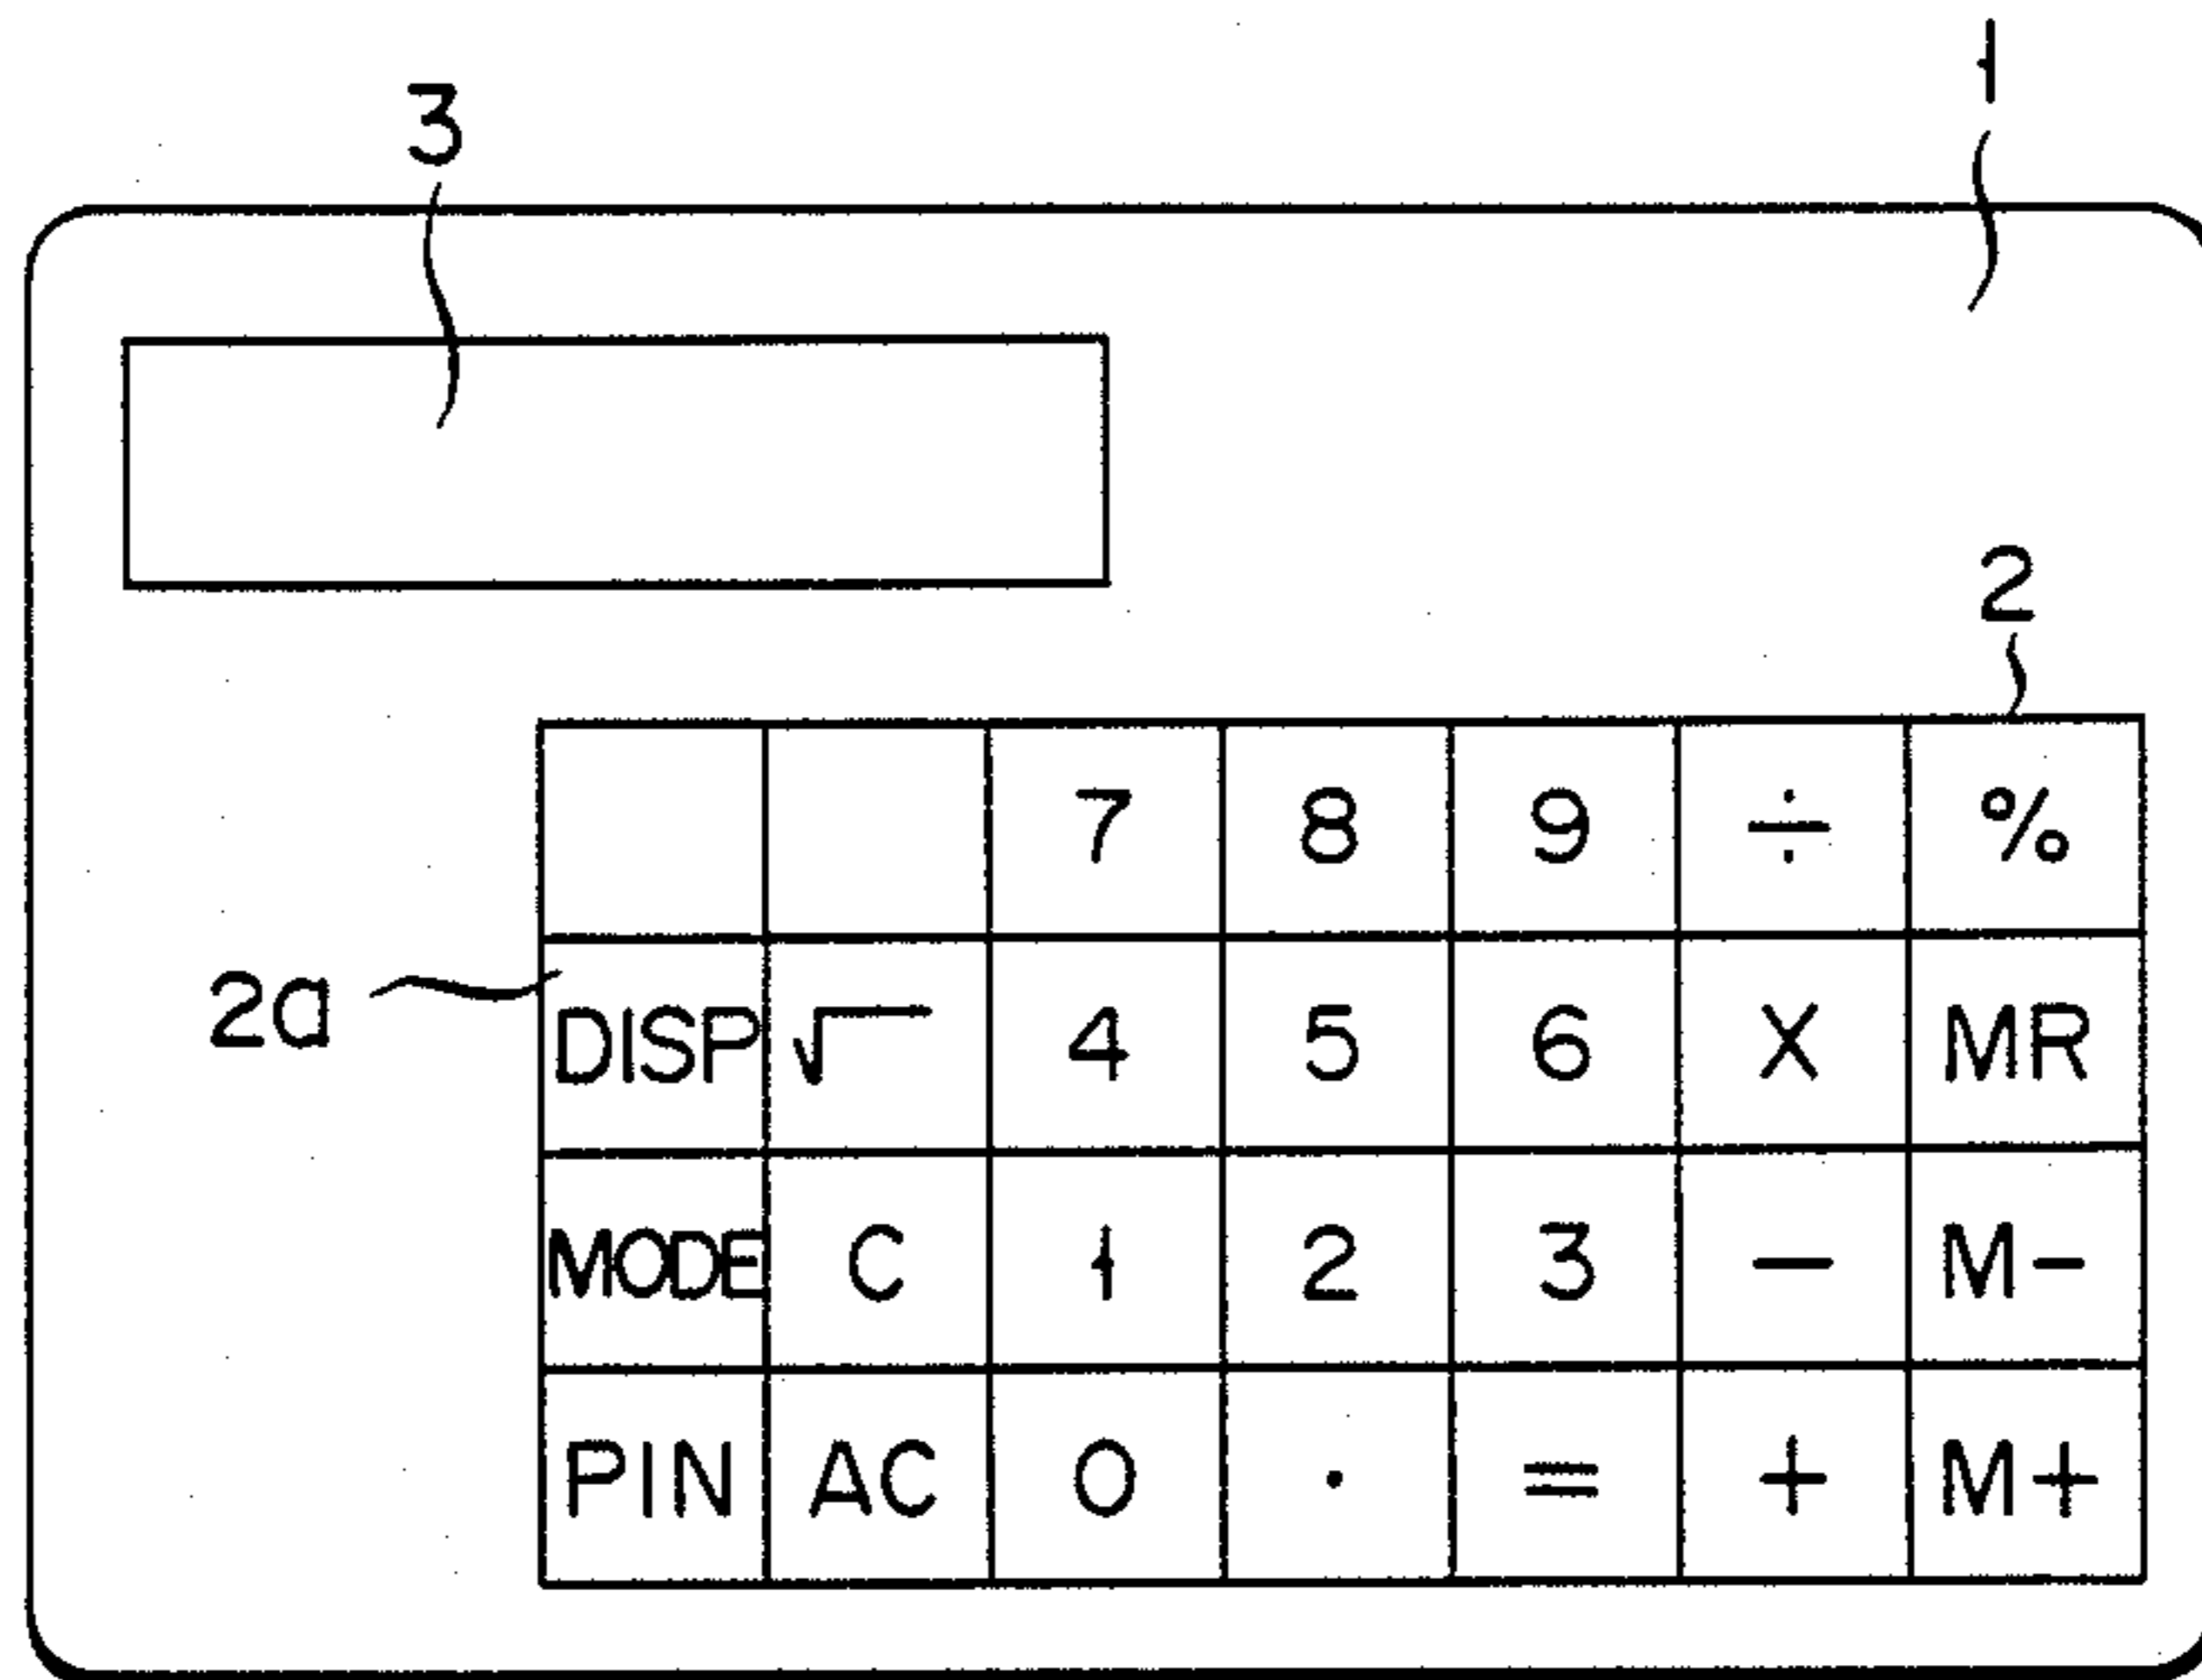 1
3
2
7 8 9 ÷ %
2a
DISP √ 4 5 6 X MR
MODE C 1 2 3 − M−
PIN AC 0 · = + M+